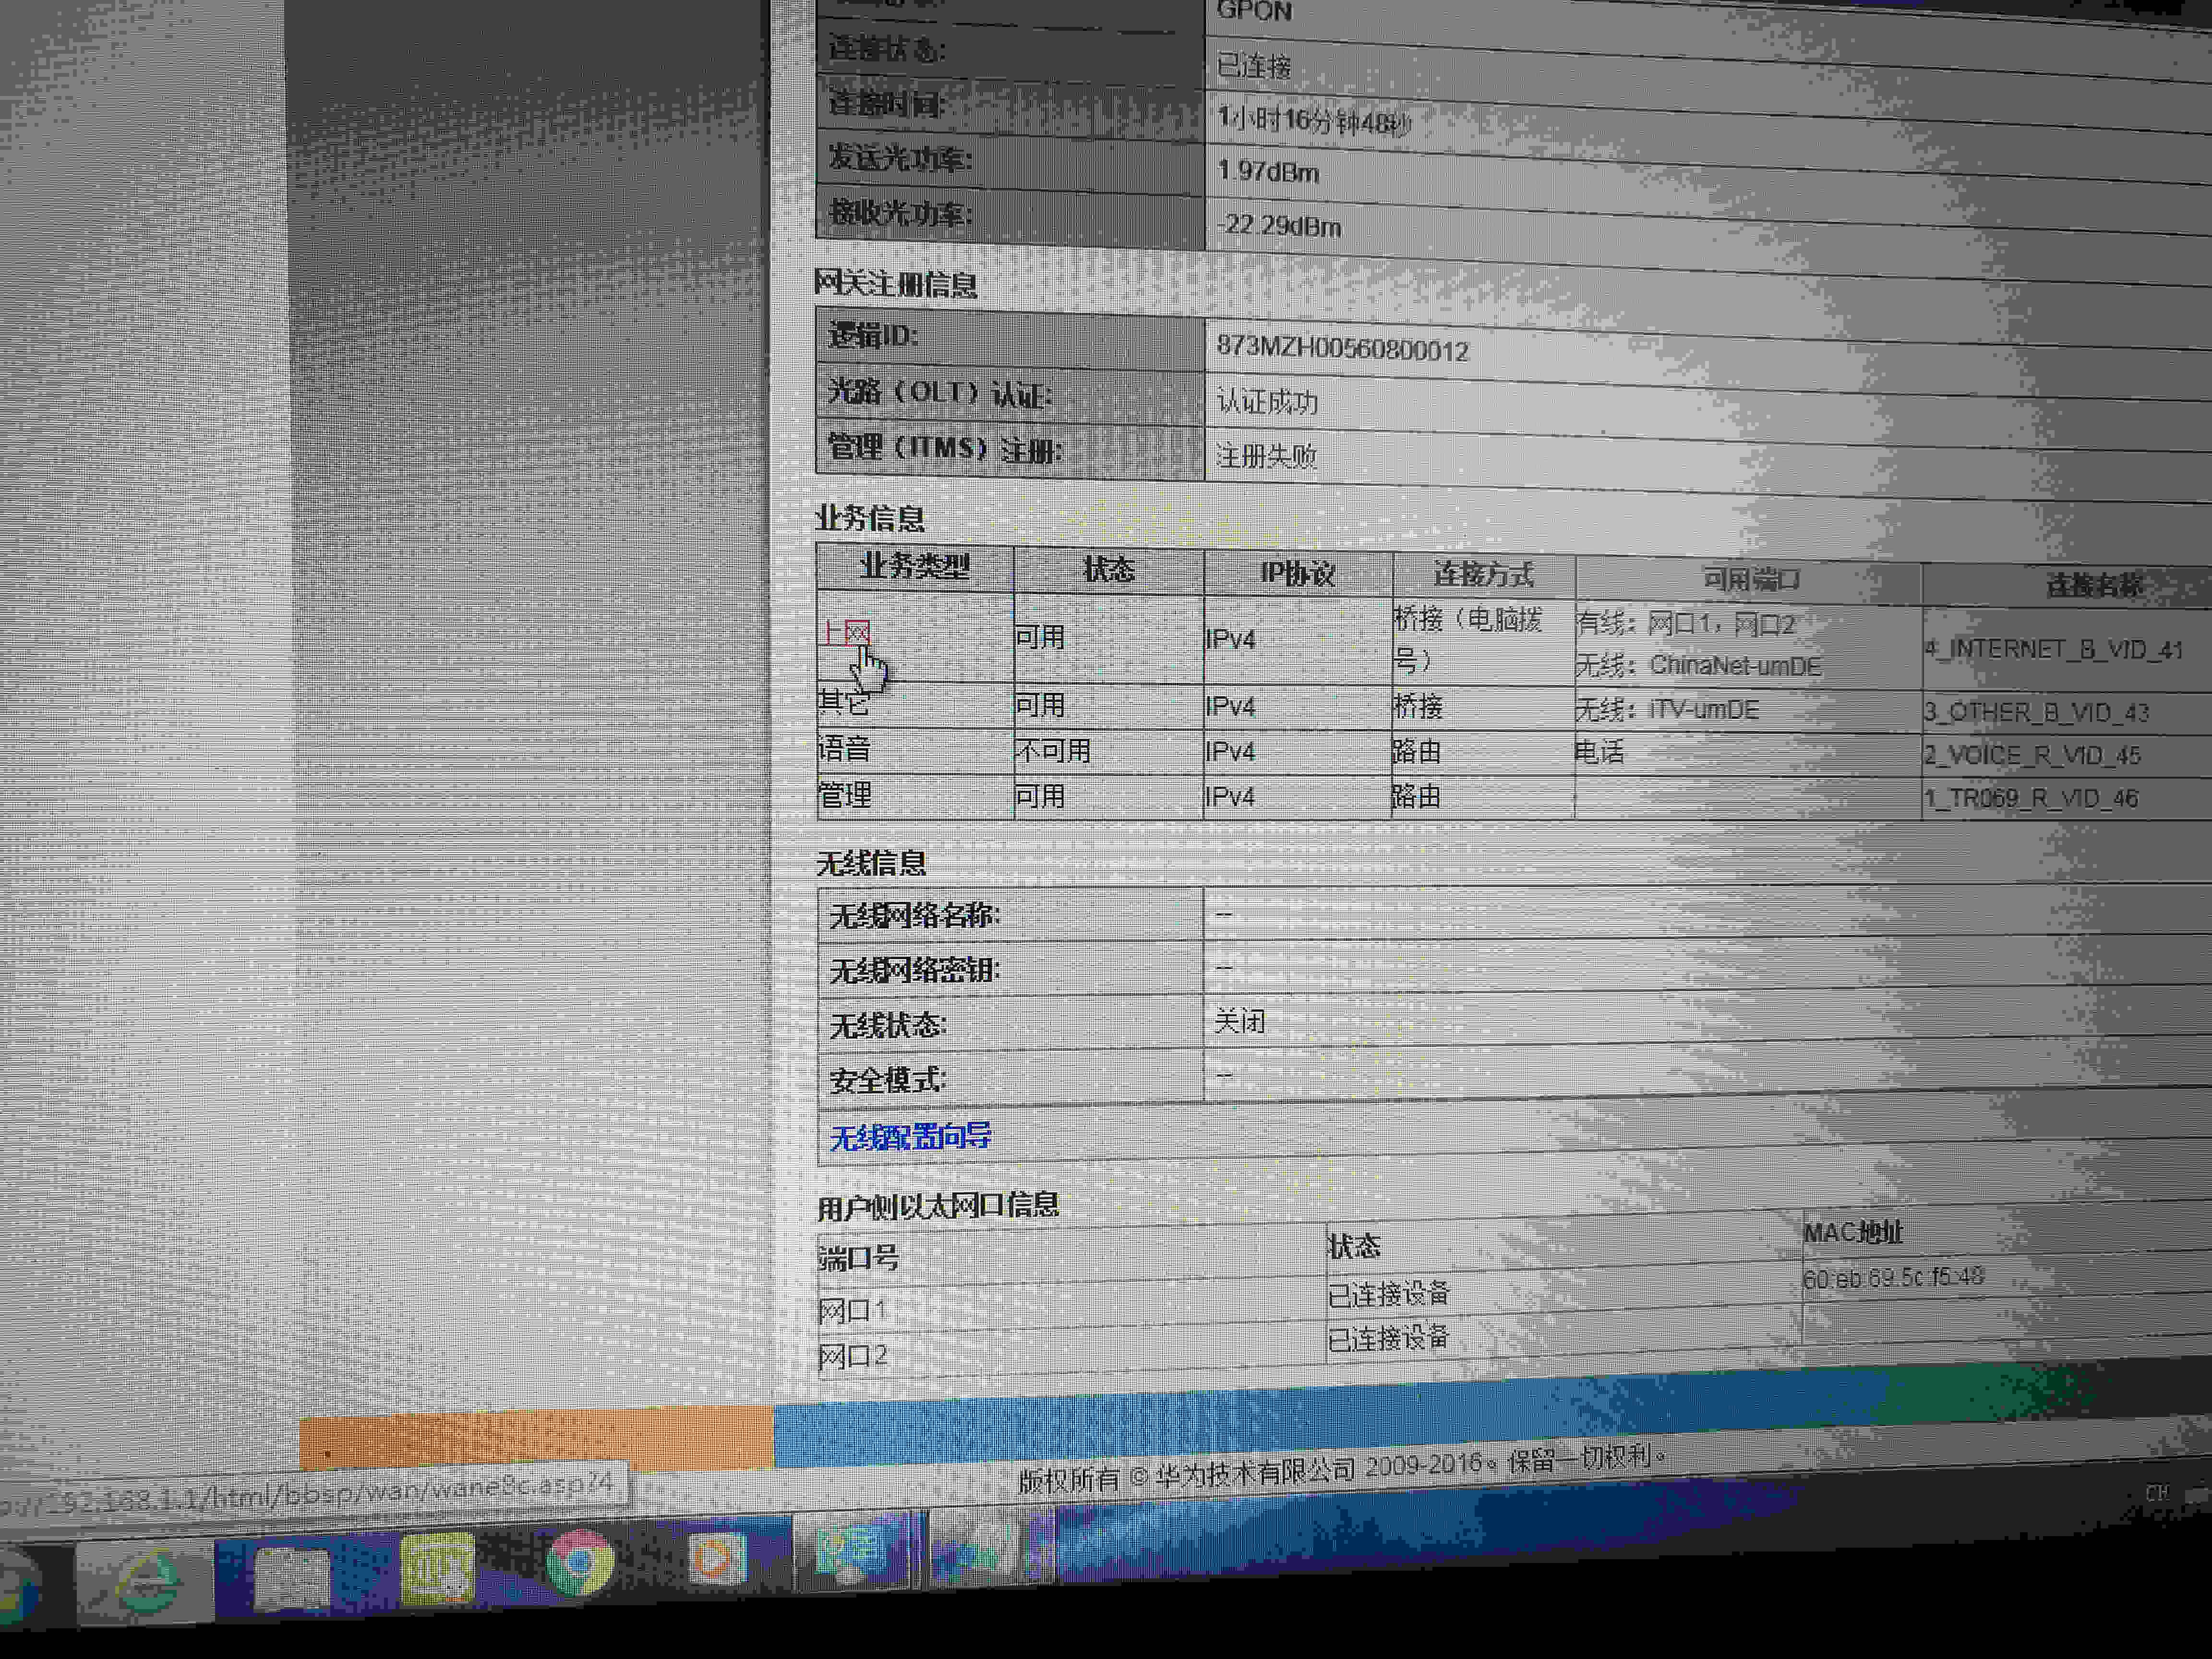 GPON
连接状态: 已连接
连接时间: 1小时16分钟48秒
发送光功率: 1.97dBm
接收光功率: -22.29dBm
网关注册信息
逻辑ID: 873MZH00560800012
光路（OLT）认证: 认证成功
管理（ITMS）注册: 注册失败
业务信息
业务类型 状态 IP协议 连接方式 可用端口 连接名称
上网 可用 IPv4 桥接（电脑拨号） 有线：网口1，网口2 无线：ChinaNet-umDE 4_INTERNET_B_VID_41
其它 可用 IPv4 桥接 无线：iTV-umDE 3_OTHER_B_VID_43
语音 不可用 IPv4 路由 电话 2_VOICE_R_VID_45
管理 可用 IPv4 路由 1_TR069_R_VID_46
无线信息
无线网络名称: --
无线网络密钥: --
无线状态: 关闭
安全模式: --
无线配置向导
用户侧以太网口信息
端口号 状态 MAC地址
网口1 已连接设备 60:eb:69:5c:f5:48
网口2 已连接设备
版权所有 © 华为技术有限公司 2009-2016。保留一切权利。
p://192.168.1.1/html/bbsp/wan/wane8c.asp?4
CH